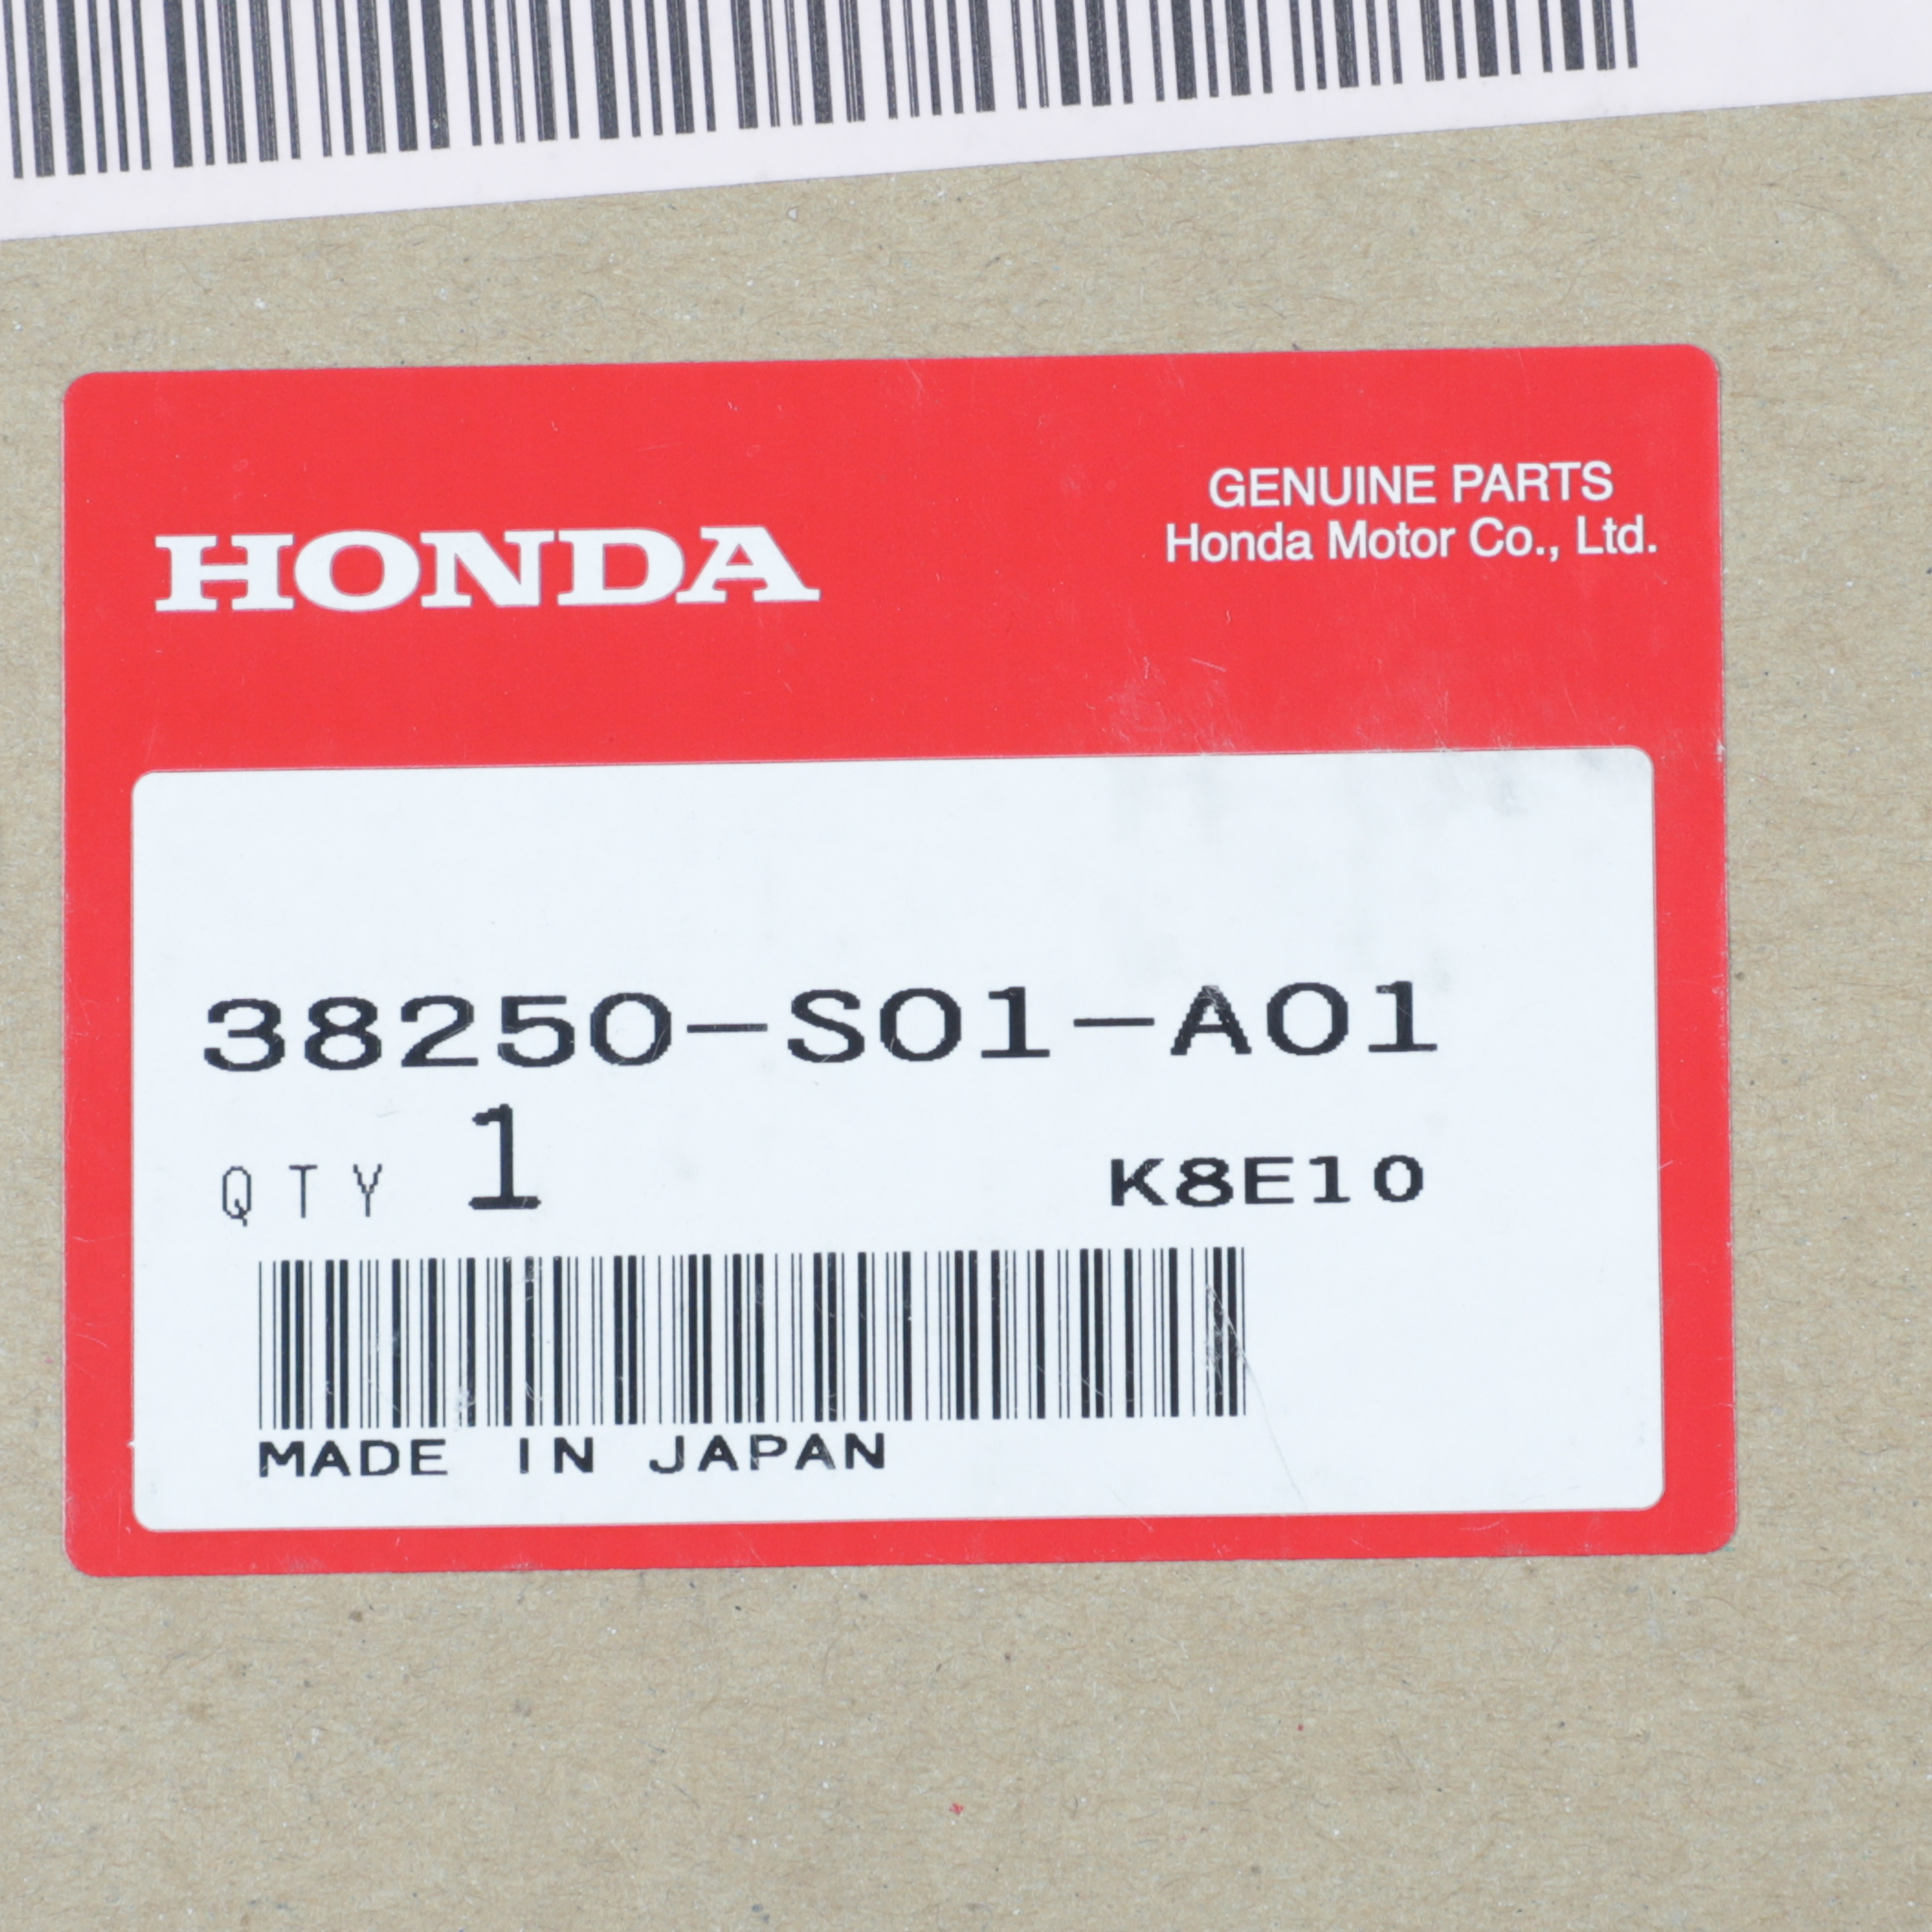 HONDA
GENUINE PARTS
Honda Motor Co., Ltd.
38250-S01-A01
QTY 1 K8E10
MADE IN JAPAN